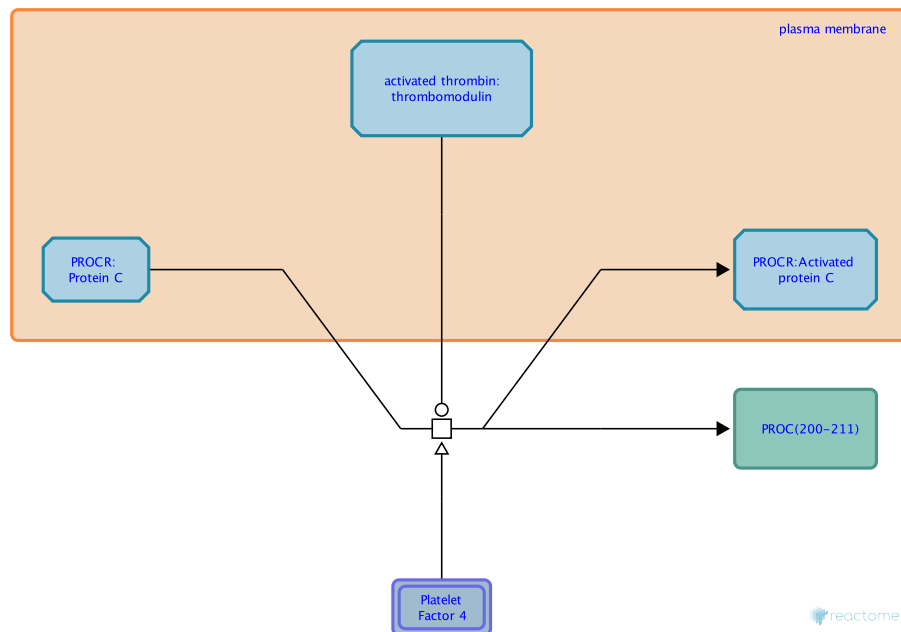 plasma membrane
activated thrombin:
thrombomodulin
PROCR:
Protein C
PROCR:Activated
protein C
PROC(200-211)
Platelet
Factor 4
reactome